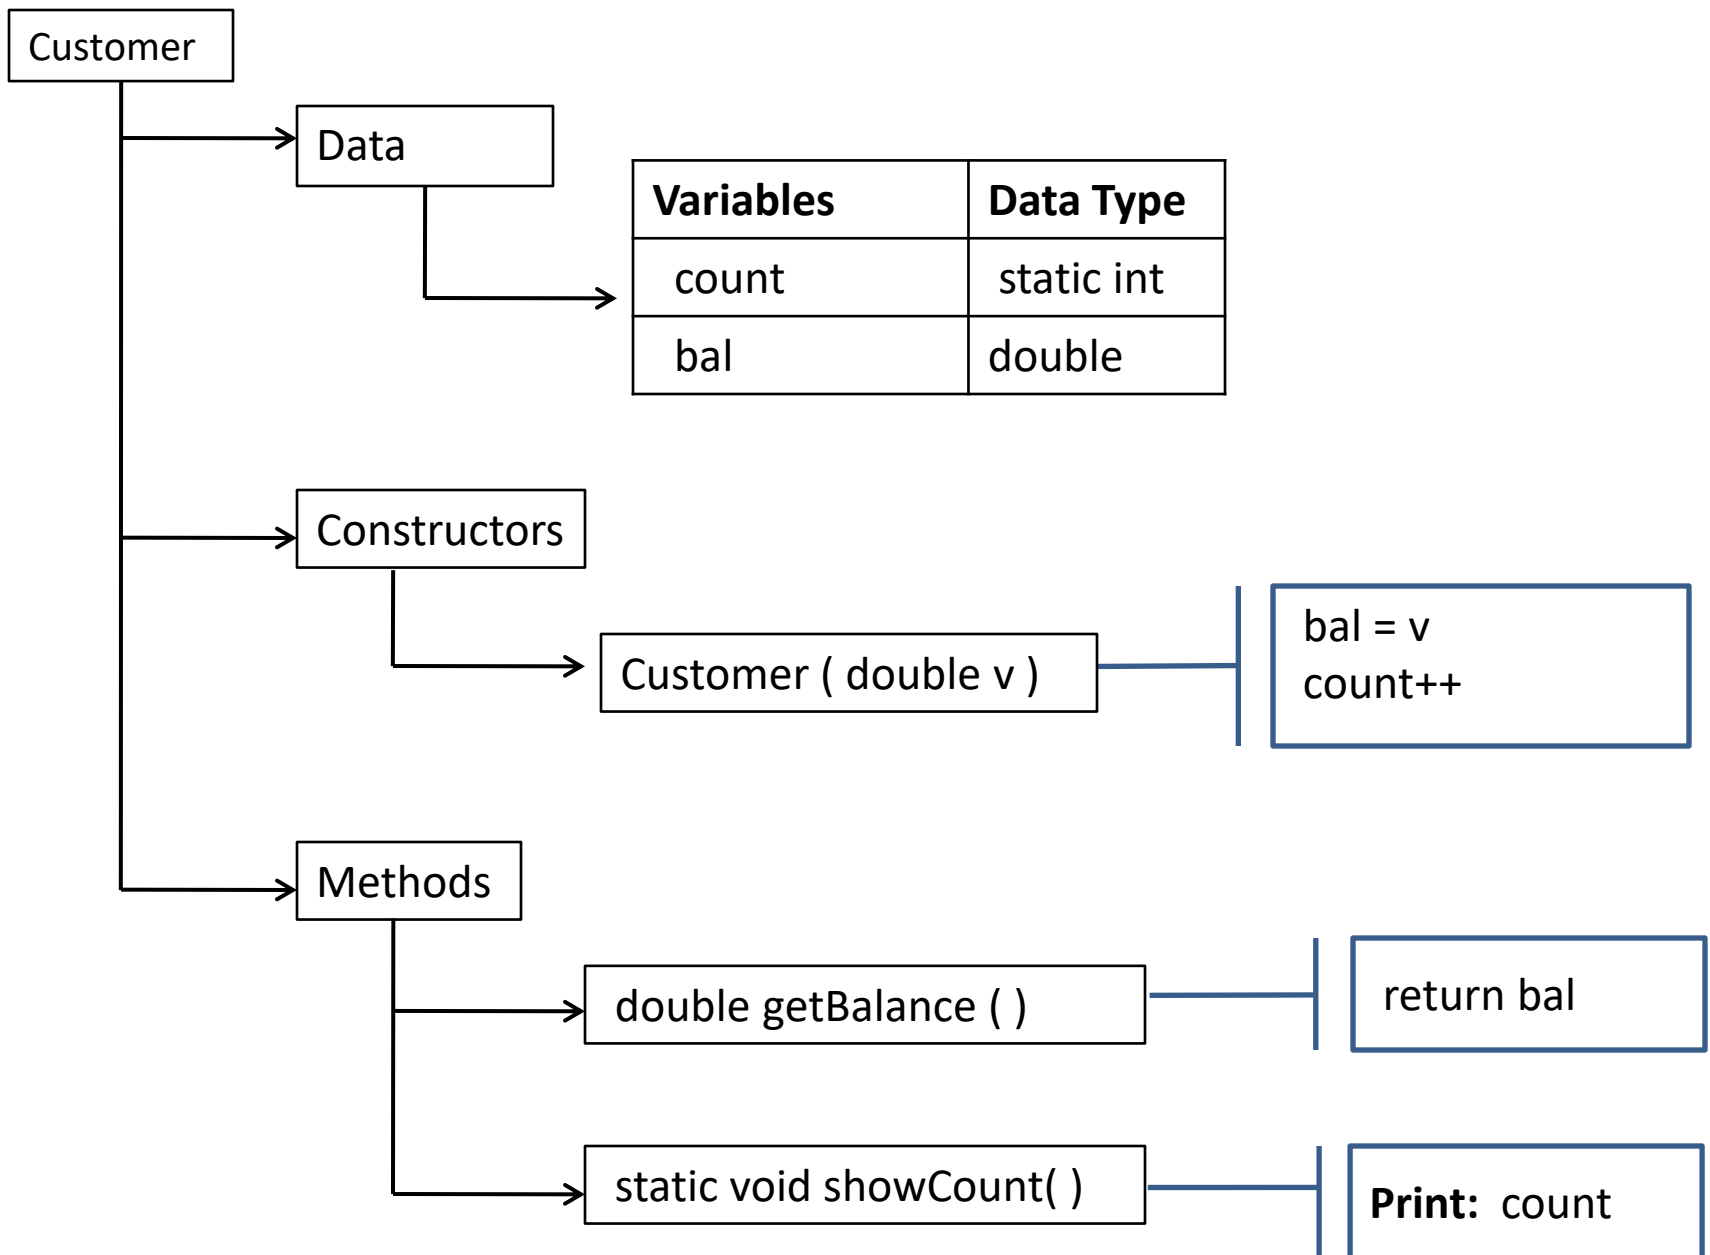 Customer
Data
Variables Data Type
count static int
bal double
Constructors
Customer ( double v )
bal = v
count++
Methods
double getBalance ( )
return bal
static void showCount( )
Print: count